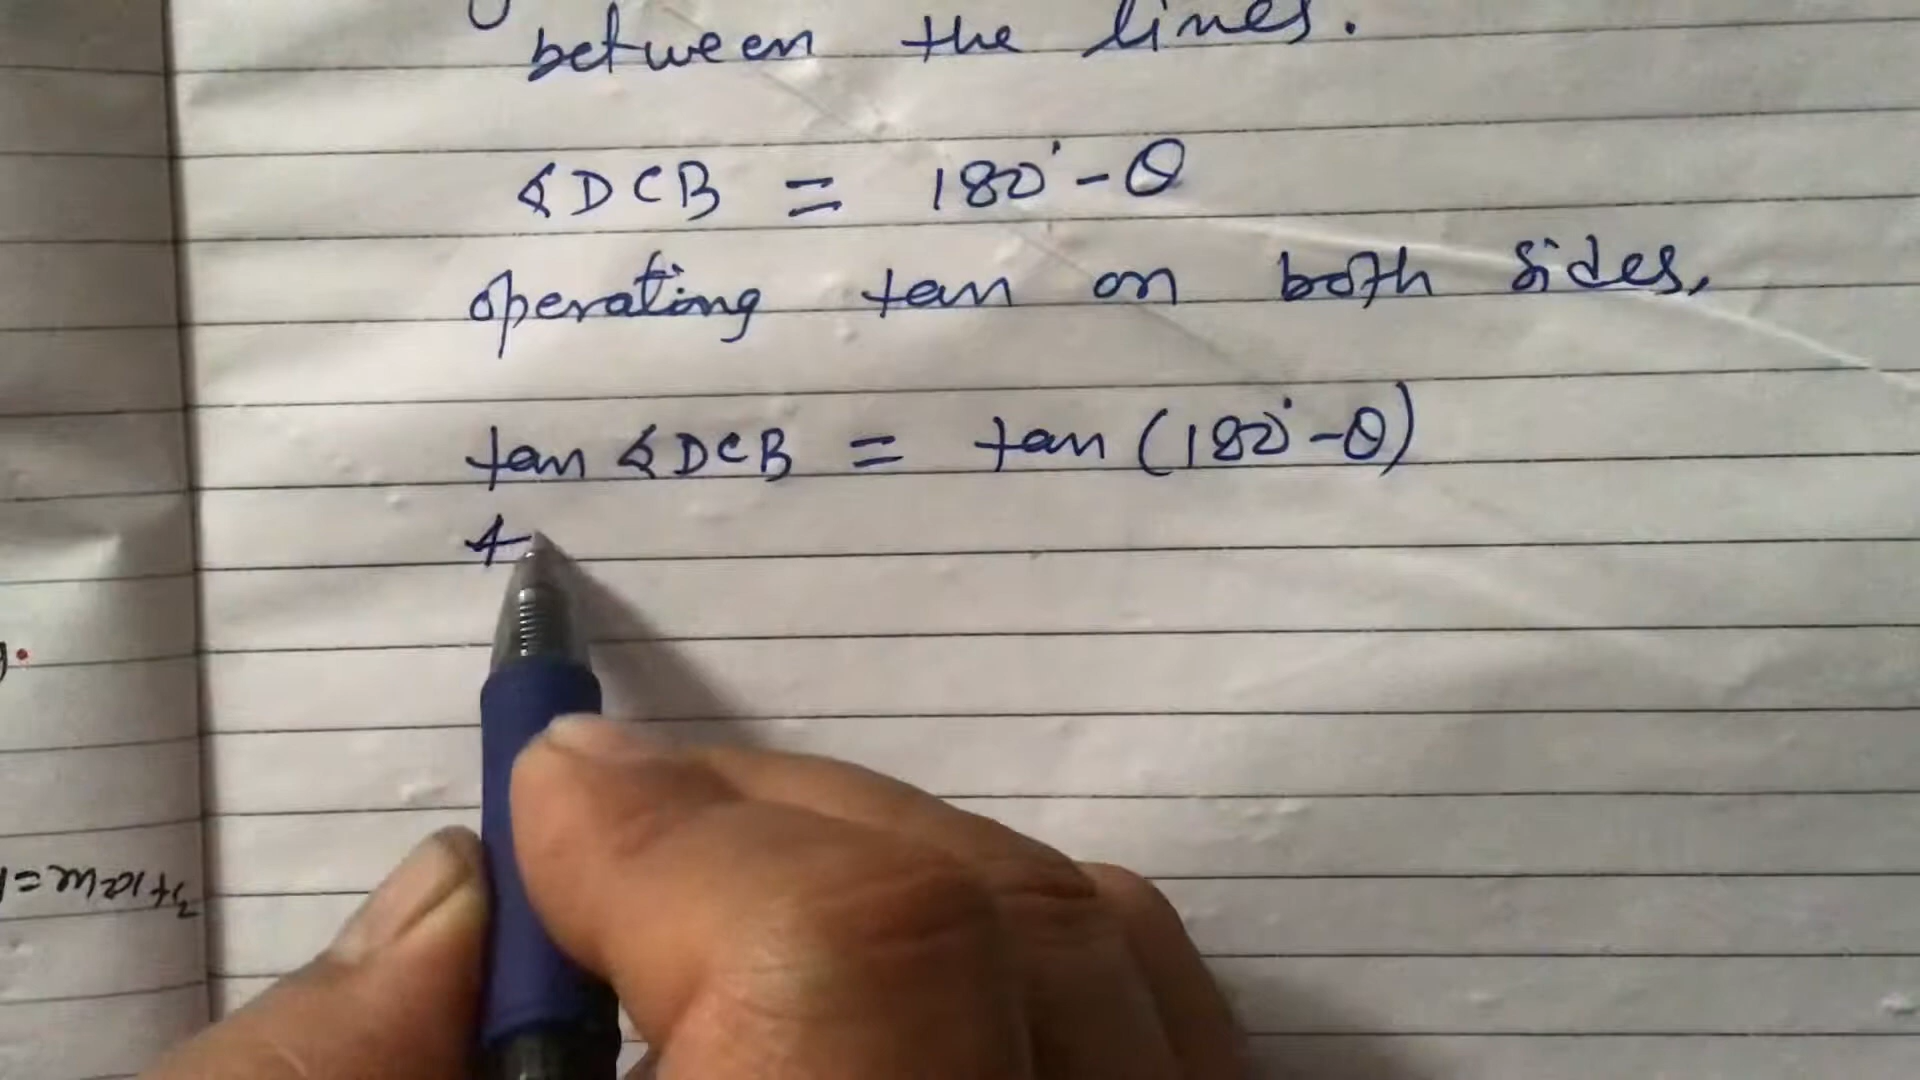 between the lines.
∡DCB = 180° - θ
operating tan on both sides,
tan ∡DCB = tan (180° - θ)